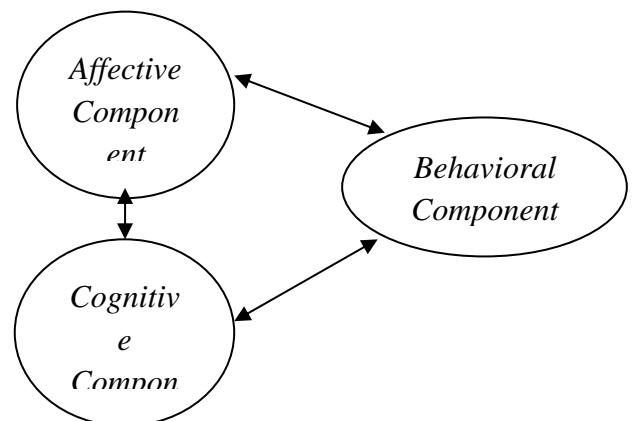 Affective
Compon
ent
Behavioral
Component
Cognitiv
e
Compon